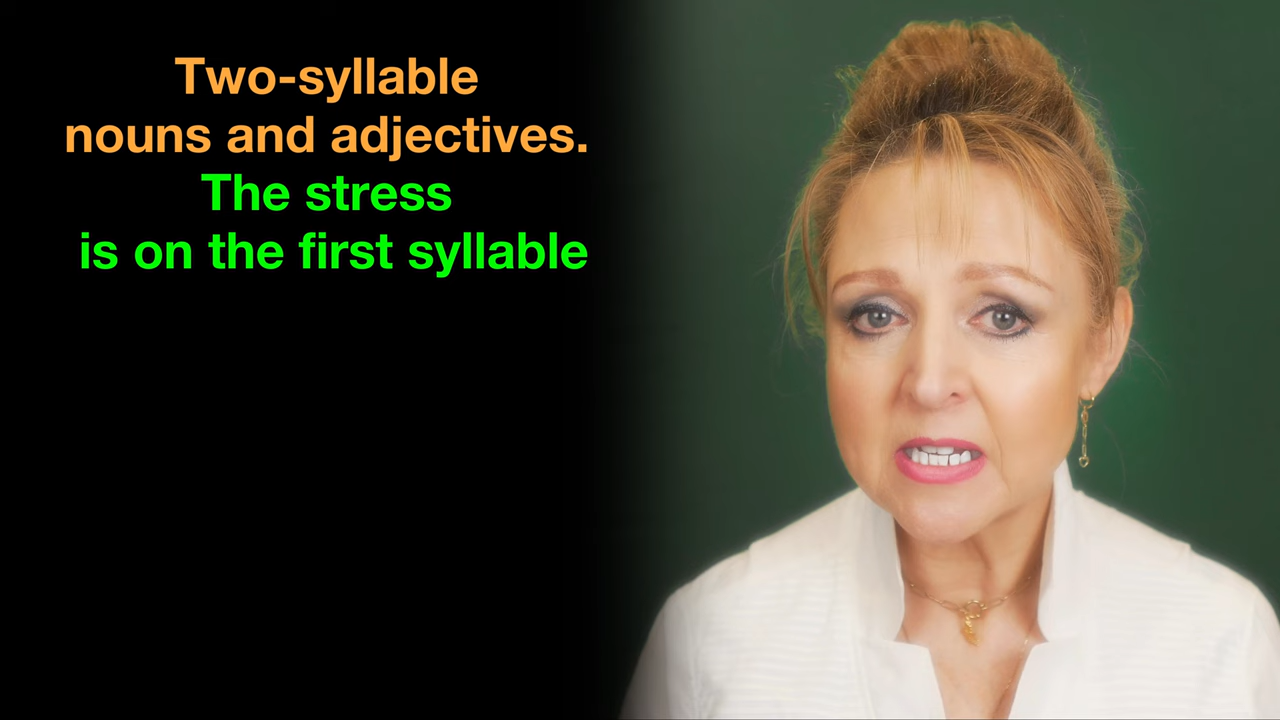 Two-syllable
nouns and adjectives.
The stress
is on the first syllable